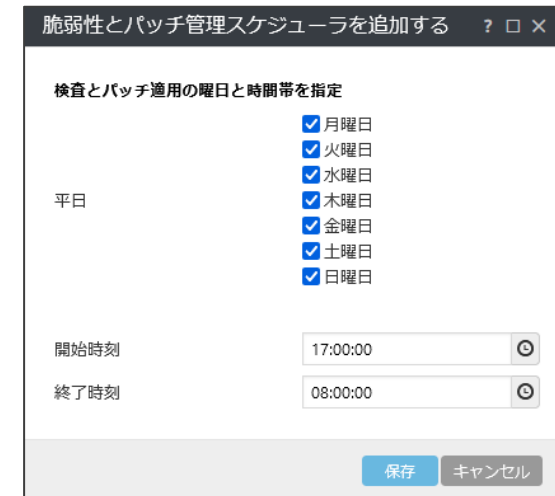 脆弱性とパッチ管理スケジューラを追加する ? □ ×
検査とパッチ適用の曜日と時間帯を指定
平日
月曜日
火曜日
水曜日
木曜日
金曜日
土曜日
日曜日
開始時刻 17:00:00
終了時刻 08:00:00
保存 キャンセル